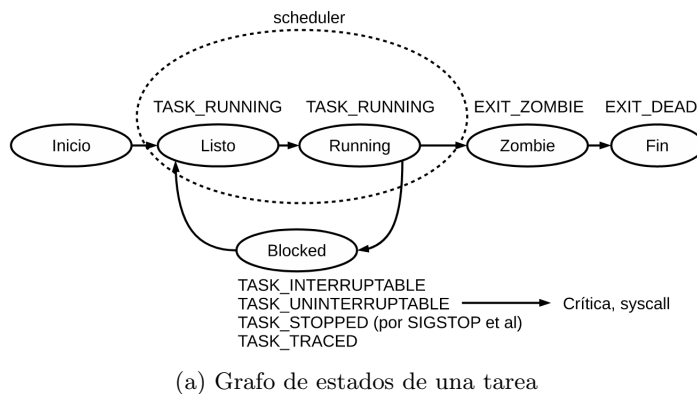 scheduler
TASK_RUNNING TASK_RUNNING EXIT_ZOMBIE EXIT_DEAD
Inicio Listo Running Zombie Fin
Blocked
TASK_INTERRUPTABLE
TASK_UNINTERRUPTABLE Crítica, syscall
TASK_STOPPED (por SIGSTOP et al)
TASK_TRACED
(a) Grafo de estados de una tarea